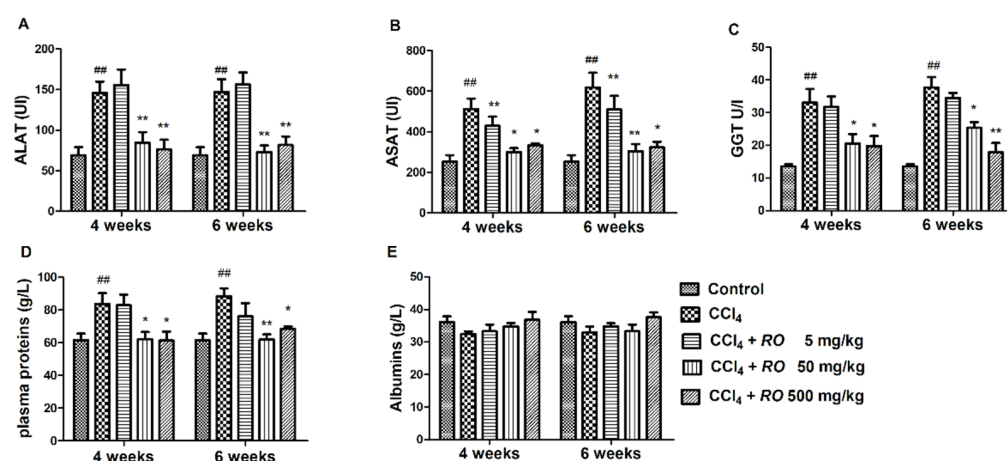 A
ALAT (UI)
200
150
100
50
0
##
**
**
##
**
**
4 weeks
6 weeks
B
ASAT (UI)
800
600
400
200
0
##
**
*
*
##
**
**
*
4 weeks
6 weeks
C
GGT U/I
50
40
30
20
10
0
##
*
*
##
*
**
4 weeks
6 weeks
D
plasma proteins (g/L)
100
80
60
40
20
0
##
*
*
##
**
*
4 weeks
6 weeks
E
Albumins (g/L)
50
40
30
20
10
0
4 weeks
6 weeks
Control
CCl₄
CCl₄ + RO 5 mg/kg
CCl₄ + RO 50 mg/kg
CCl₄ + RO 500 mg/kg